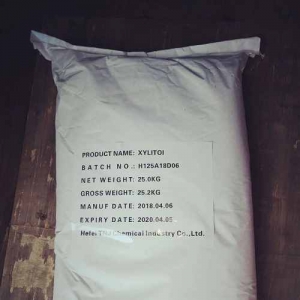 PRODUCT NAME: XYLITOl
BATCH NO.: H125A18D06
NET WEIGHT: 25.0KG
GROSS WEIGHT: 25.2KG
MANUF DATE: 2018.04.06
EXPIRY DATE: 2020.04.05
Hefei Chemical Industry Co.,Ltd.